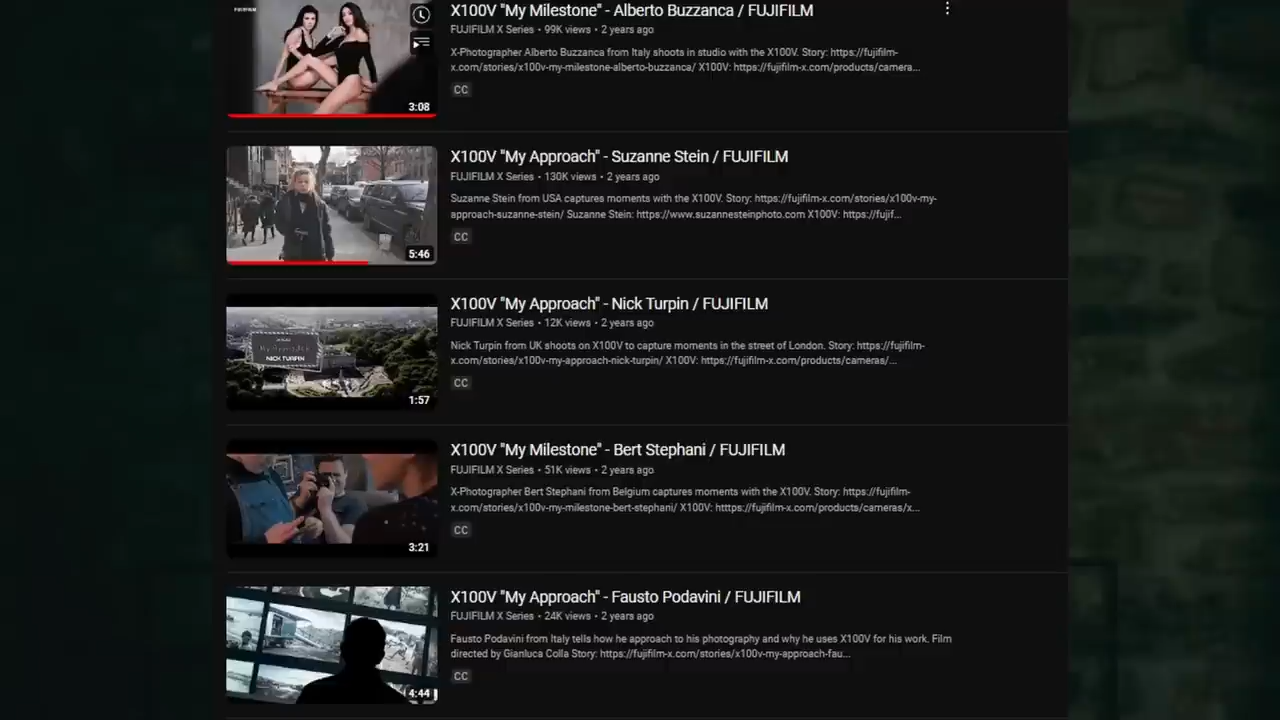 FUJIFILM
X100V "My Milestone" - Alberto Buzzanca / FUJIFILM
FUJIFILM X Series • 99K views • 2 years ago
X-Photographer Alberto Buzzanca from Italy shoots in studio with the X100V. Story: https://fujifilm-
x.com/stories/x100v-my-milestone-alberto-buzzanca/ X100V: https://fujifilm-x.com/products/camera...
CC
3:08
X100V "My Approach" - Suzanne Stein / FUJIFILM
FUJIFILM X Series • 130K views • 2 years ago
Suzanne Stein from USA captures moments with the X100V. Story: https://fujifilm-x.com/stories/x100v-my-
approach-suzanne-stein/ Suzanne Stein: https://www.suzannesteinphoto.com X100V: https://fujif...
CC
5:46
X100V "My Approach" - Nick Turpin / FUJIFILM
FUJIFILM X Series • 12K views • 2 years ago
Nick Turpin from UK shoots on X100V to capture moments in the street of London. Story: https://fujifilm-
x.com/stories/x100v-my-approach-nick-turpin/ X100V: https://fujifilm-x.com/products/cameras/...
NICK TURPIN
CC
1:57
X100V "My Milestone" - Bert Stephani / FUJIFILM
FUJIFILM X Series • 51K views • 2 years ago
X-Photographer Bert Stephani from Belgium captures moments with the X100V. Story: https://fujifilm-
x.com/stories/x100v-my-milestone-bert-stephani/ X100V: htttps://fujifilm-x.com/products/cameras/x...
CC
3:21
X100V "My Approach" - Fausto Podavini / FUJIFILM
FUJIFILM X Series • 24K views • 2 years ago
Fausto Podavini from Italy tells how he approach to his photography and why he uses X100V for his work. Film
directed by Gianluca Colla Story: https://fujifilm-x.com/stories/x100v-my-approach-fau...
CC
4:44